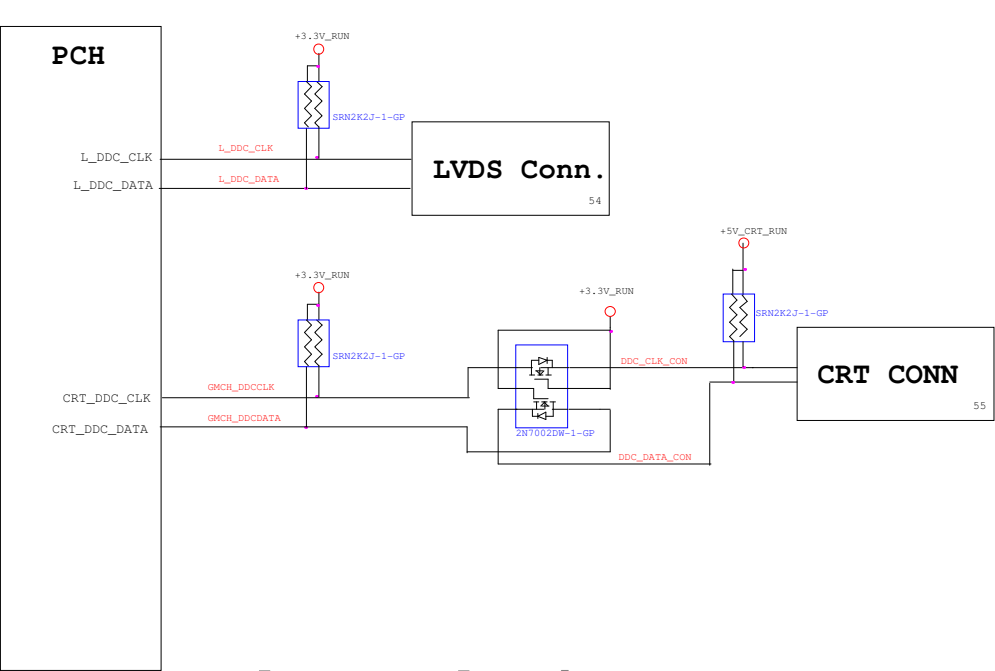 PCH
+3.3V_RUN
SRN2K2J-1-GP
L_DDC_CLK
L_DDC_CLK
LVDS Conn.
L_DDC_DATA
L_DDC_DATA
54
+5V_CRT_RUN
+3.3V_RUN
+3.3V_RUN
SRN2K2J-1-GP
SRN2K2J-1-GP
DDC_CLK_CON
CRT CONN
GMCH_DDCCLK
CRT_DDC_CLK
55
GMCH_DDCDATA
CRT_DDC_DATA
2N7002DW-1-GP
DDC_DATA_CON